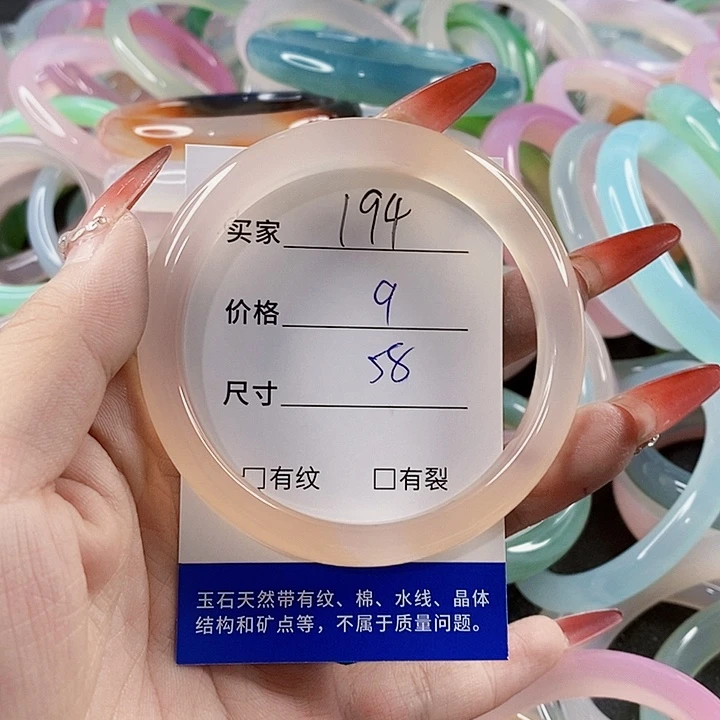 买家 194
价格 9
尺寸 58
□有纹 □有裂
玉石天然带有纹、棉、水线、晶体
结构和矿点等，不属于质量问题。